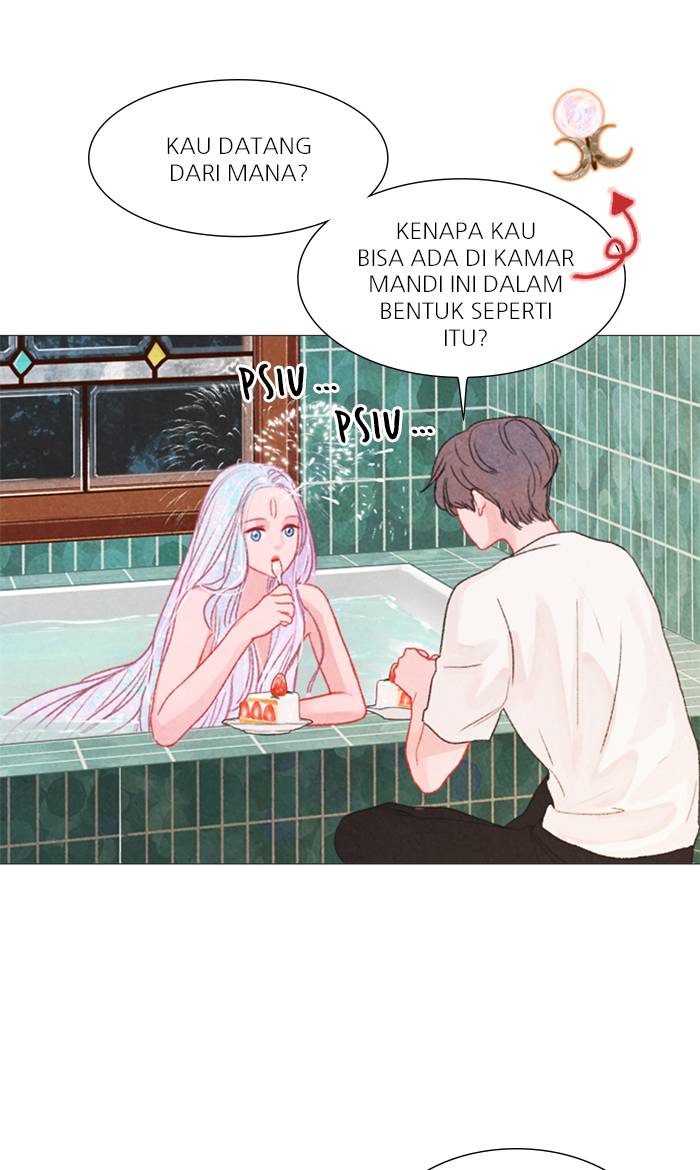 KAU DATANG
DARI MANA?
KENAPA KAU
BISA ADA DI KAMAR
MANDI INI DALAM
BENTUK SEPERTI
ITU?
PSIU ...
PSIU ...